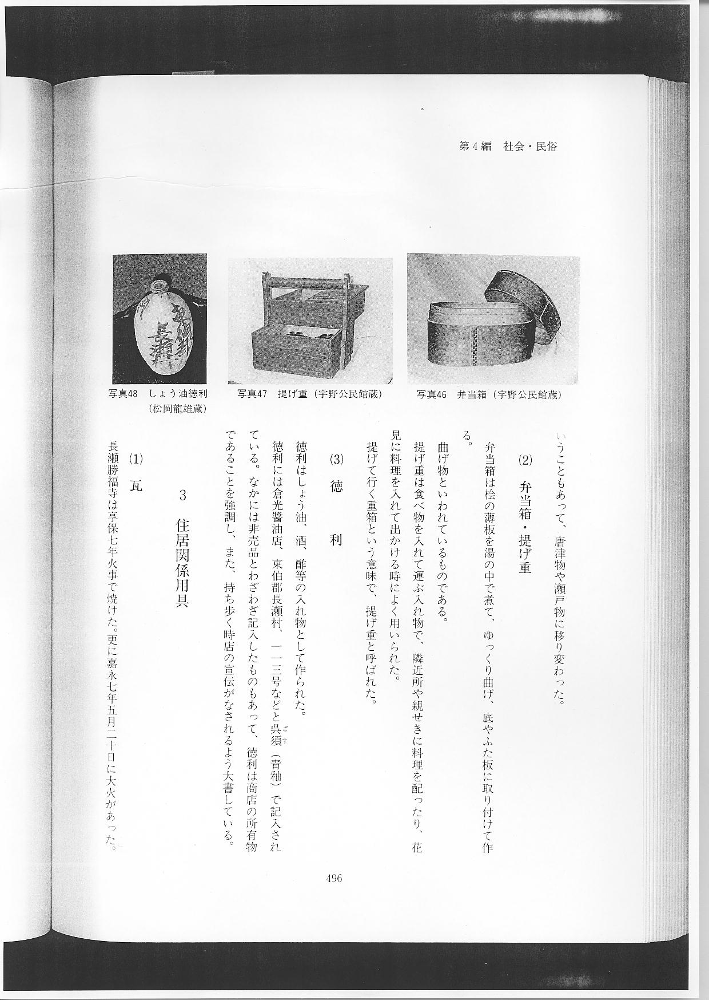 第4編　社会・民俗
写真46　弁当箱（宇野公民館蔵）
写真47　提げ重（宇野公民館蔵）
写真48　しょう油徳利
（松岡龍雄蔵）
長瀬
いうこともあって、唐津物や瀬戸物に移り変わった。
(2)　弁当箱・提げ重
弁当箱は桧の薄板を湯の中で煮て、ゆっくり曲げ、底やふた板に取り付けて作
る。
曲げ物といわれているものである。
提げ重は食べ物を入れて運ぶ入れ物で、隣近所や親せきに料理を配ったり、花
見に料理を入れて出かける時によく用いられた。
提げて行く重箱という意味で、提げ重と呼ばれた。
(3)　徳　利
徳利はしょう油、酒、酢等の入れ物として作られた。
徳利には倉光醬油店、東伯郡長瀬村、一一三号などと呉須（青釉）で記入され
ごす
ている。なかには非売品とわざわざ記入したものもあって、徳利は商店の所有物
であることを強調し、また、持ち歩く時店の宣伝がなされるよう大書している。
3　住居関係用具
(1)　瓦
長瀬勝福寺は享保七年火事で焼けた。更に嘉永七年五月二十日に大火があった。
496